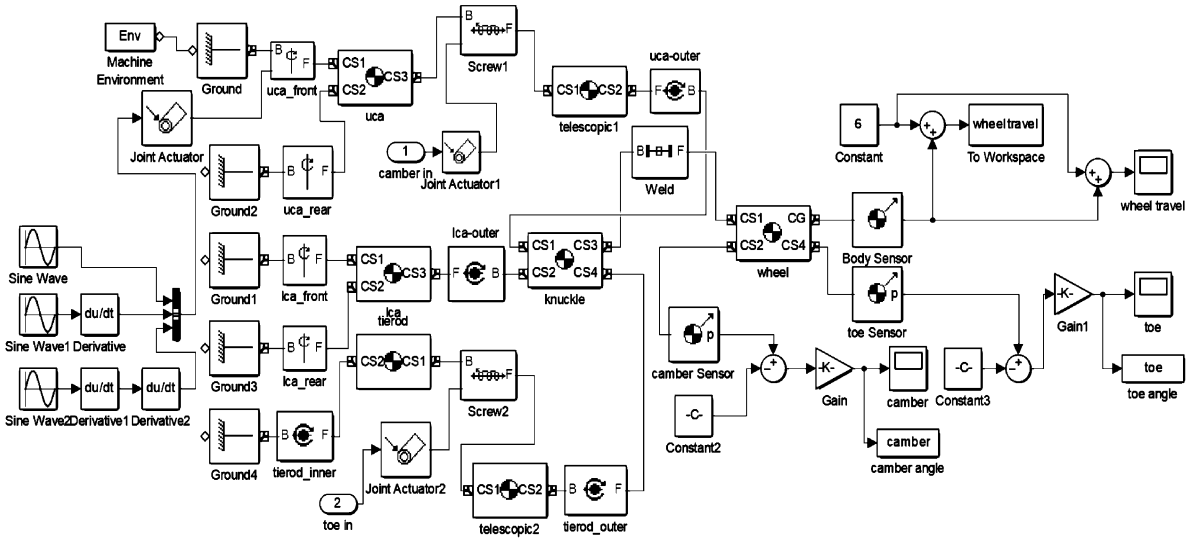 Env
Machine
Environment
Ground
B
F
uca_front
CS1
CS2
CS3
uca
B
F
Screw1
CS1
CS2
telescopic1
uca-outer
F
B
Joint Actuator
1
camber in
Joint Actuator1
B
F
Weld
6
Constant
wheel travel
To Workspace
wheel travel
Ground2
B
F
uca_rear
Sine Wave
Ground1
B
F
lca_front
CS1
CS2
CS3
lca
lca-outer
F
B
CS1
CS2
CS3
CS4
knuckle
CS1
CS2
CG
CS4
wheel
Body Sensor
p
toe Sensor
-K-
Gain1
toe
toe
toe angle
Sine Wave1
du/dt
Derivative
Ground3
B
F
lca_rear
tierod
CS2
CS1
B
F
Screw2
p
camber Sensor
-K-
Gain
camber
-C-
Constant3
Sine Wave2
du/dt
Derivative1
du/dt
Derivative2
Ground4
B
F
tierod_inner
Joint Actuator2
-C-
Constant2
camber
camber angle
2
toe in
CS1
CS2
telescopic2
B
F
tierod_outer